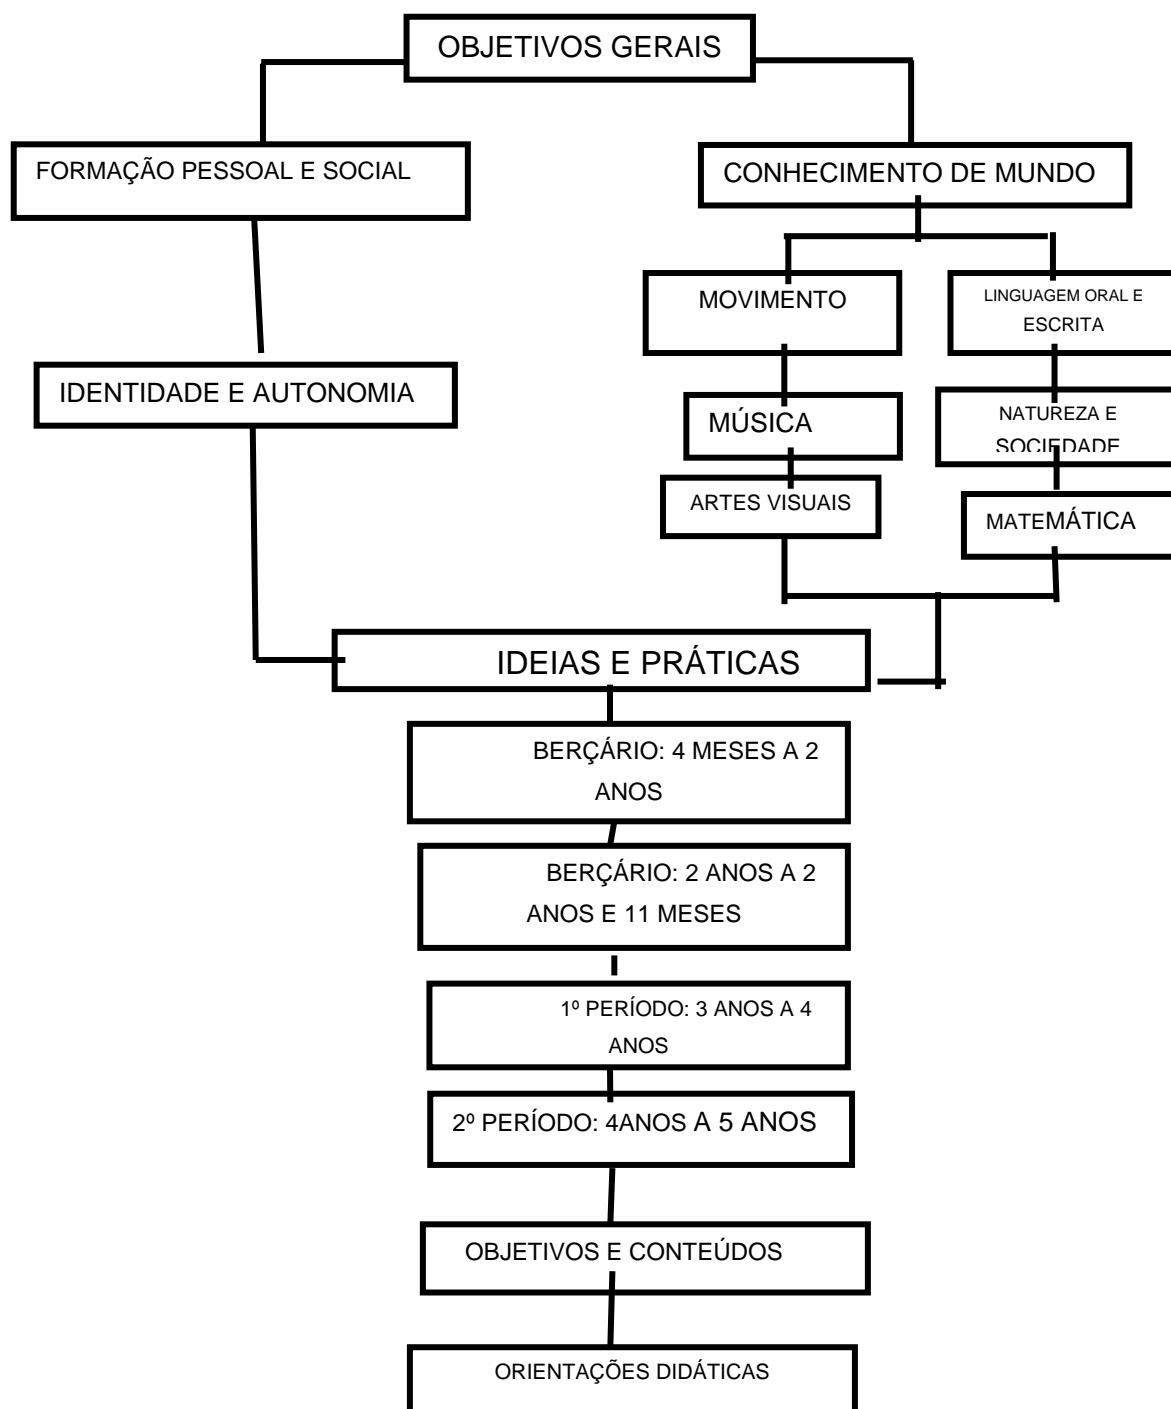 OBJETIVOS GERAIS
FORMAÇÃO PESSOAL E SOCIAL
CONHECIMENTO DE MUNDO
MOVIMENTO
LINGUAGEM ORAL E
ESCRITA
IDENTIDADE E AUTONOMIA
MÚSICA
NATUREZA E
SOCIEDADE
ARTES VISUAIS
MATEMÁTICA
IDEIAS E PRÁTICAS
BERÇÁRIO: 4 MESES A 2
ANOS
BERÇÁRIO: 2 ANOS A 2
ANOS E 11 MESES
1º PERÍODO: 3 ANOS A 4
ANOS
2º PERÍODO: 4ANOS A 5 ANOS
OBJETIVOS E CONTEÚDOS
ORIENTAÇÕES DIDÁTICAS